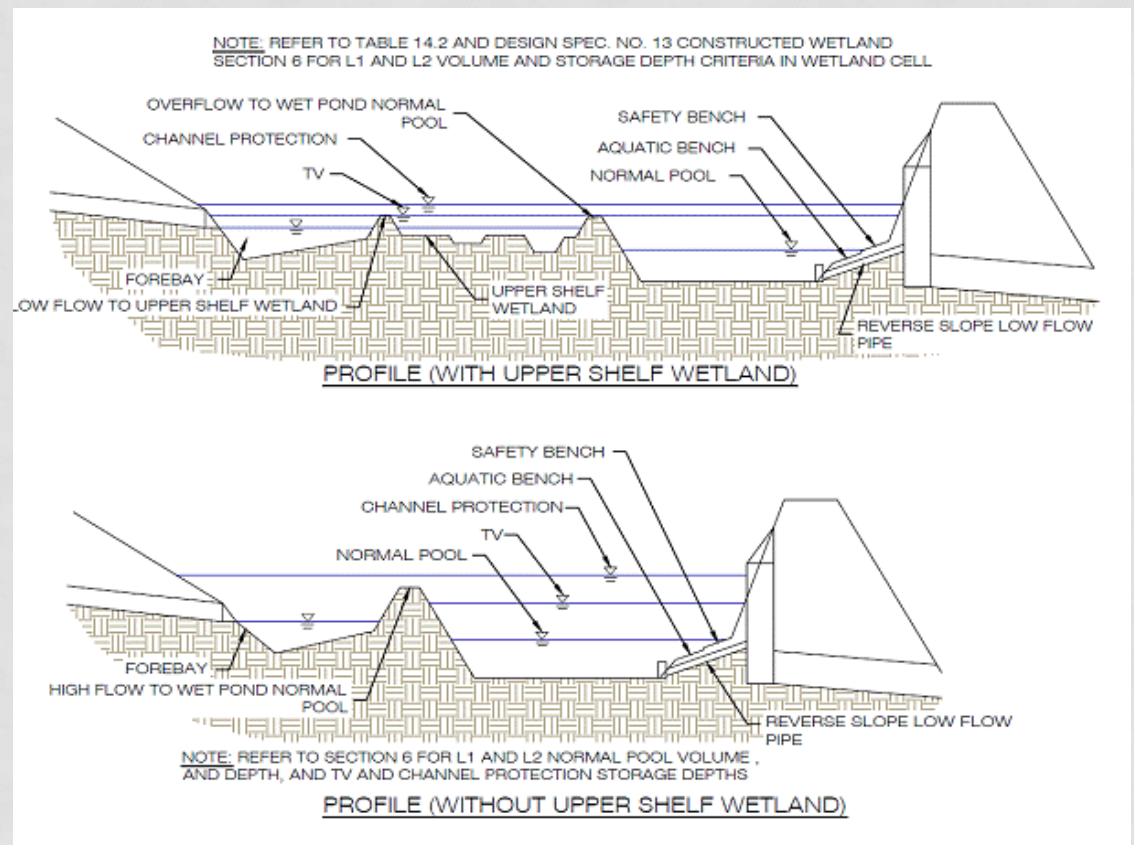 NOTE: REFER TO TABLE 14.2 AND DESIGN SPEC. NO. 13 CONSTRUCTED WETLAND
SECTION 6 FOR L1 AND L2 VOLUME AND STORAGE DEPTH CRITERIA IN WETLAND CELL
OVERFLOW TO WET POND NORMAL
POOL
CHANNEL PROTECTION
TV
SAFETY BENCH
AQUATIC BENCH
NORMAL POOL
FOREBAY
LOW FLOW TO UPPER SHELF WETLAND
UPPER SHELF
WETLAND
REVERSE SLOPE LOW FLOW
PIPE
PROFILE (WITH UPPER SHELF WETLAND)
SAFETY BENCH
AQUATIC BENCH
CHANNEL PROTECTION
TV
NORMAL POOL
FOREBAY
HIGH FLOW TO WET POND NORMAL
POOL
REVERSE SLOPE LOW FLOW
PIPE
NOTE: REFER TO SECTION 6 FOR L1 AND L2 NORMAL POOL VOLUME ,
AND DEPTH, AND TV AND CHANNEL PROTECTION STORAGE DEPTHS
PROFILE (WITHOUT UPPER SHELF WETLAND)